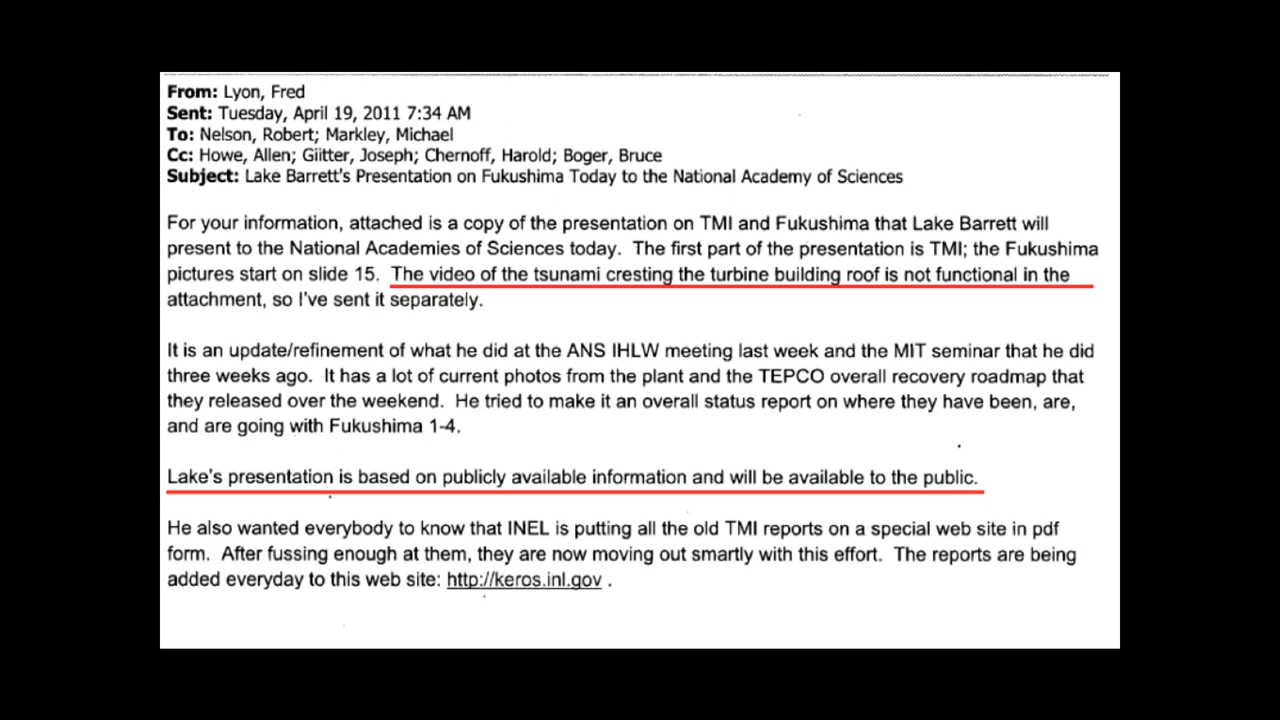 From: Lyon, Fred
Sent: Tuesday, April 19, 2011 7:34 AM
To: Nelson, Robert; Markley, Michael
Cc: Howe, Allen; Giitter, Joseph; Chernoff, Harold; Boger, Bruce
Subject: Lake Barrett's Presentation on Fukushima Today to the National Academy of Sciences
For your information, attached is a copy of the presentation on TMI and Fukushima that Lake Barrett will
present to the National Academies of Sciences today.  The first part of the presentation is TMI; the Fukushima
pictures start on slide 15.  The video of the tsunami cresting the turbine building roof is not functional in the
attachment, so I've sent it separately.
It is an update/refinement of what he did at the ANS IHLW meeting last week and the MIT seminar that he did
three weeks ago.  It has a lot of current photos from the plant and the TEPCO overall recovery roadmap that
they released over the weekend.  He tried to make it an overall status report on where they have been, are,
and are going with Fukushima 1-4.
Lake's presentation is based on publicly available information and will be available to the public.
He also wanted everybody to know that INEL is putting all the old TMI reports on a special web site in pdf
form.  After fussing enough at them, they are now moving out smartly with this effort.  The reports are being
added everyday to this web site: http://keros.inl.gov .